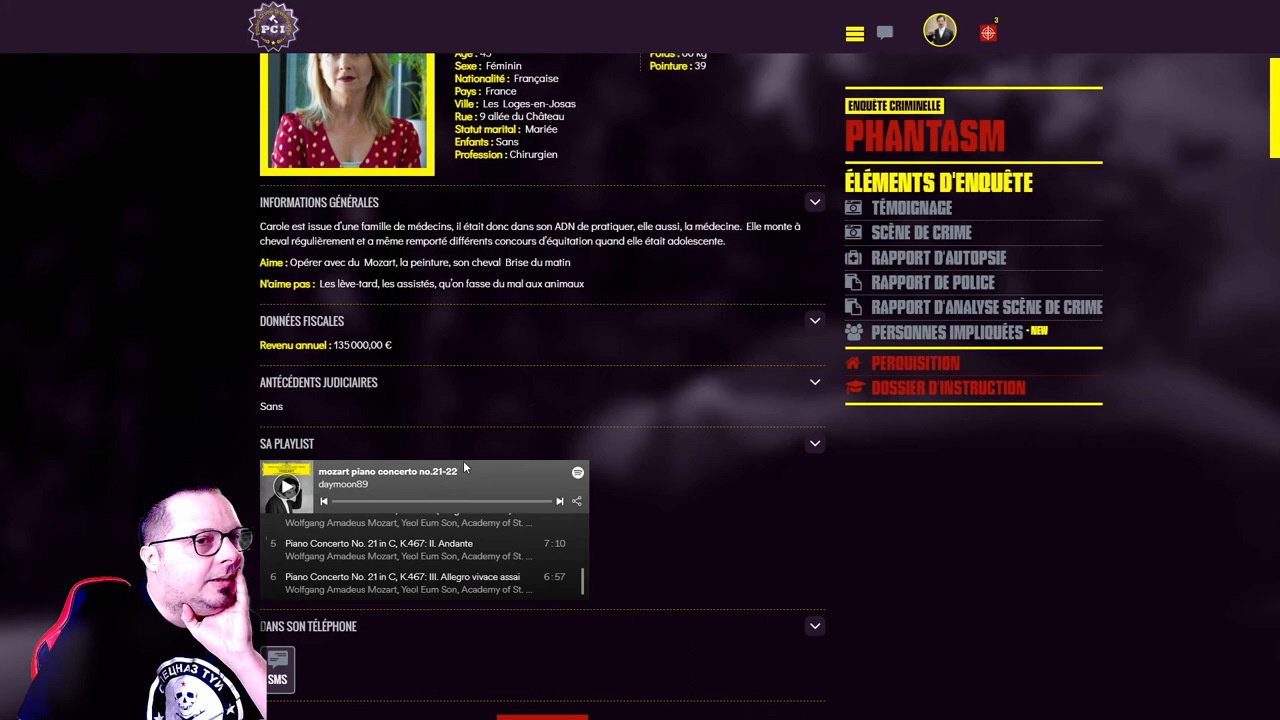 PCI
3
Age : 45
Sexe : Féminin
Nationalité : Française
Pays : France
Ville : Les Loges-en-Josas
Rue : 9 allée du Château
Statut marital : Mariée
Enfants : Sans
Profession : Chirurgien
Poids : 60 kg
Pointure : 39
INFORMATIONS GÉNÉRALES
Carole est issue d'une famille de médecins, il était donc dans son ADN de pratiquer, elle aussi, la médecine. Elle monte à
cheval régulièrement et a même remporté différents concours d'équitation quand elle était adolescente.
Aime : Opérer avec du Mozart, la peinture, son cheval Brise du matin
N'aime pas : Les lève-tard, les assistés, qu'on fasse du mal aux animaux
DONNÉES FISCALES
Revenu annuel : 135 000,00 €
ANTÉCÉDENTS JUDICIAIRES
Sans
SA PLAYLIST
mozart piano concerto no.21-22
daymoon89
Wolfgang Amadeus Mozart, Yeol Eum Son, Academy of St. ...
5 Piano Concerto No. 21 in C, K.467: II. Andante 7:10
Wolfgang Amadeus Mozart, Yeol Eum Son, Academy of St. ...
6 Piano Concerto No. 21 in C, K.467: III. Allegro vivace assai 6:57
Wolfgang Amadeus Mozart, Yeol Eum Son, Academy of St. ...
DANS SON TÉLÉPHONE
SMS
ENQUÊTE CRIMINELLE
PHANTASM
ÉLÉMENTS D'ENQUÊTE
TÉMOIGNAGE
SCÈNE DE CRIME
RAPPORT D'AUTOPSIE
RAPPORT DE POLICE
RAPPORT D'ANALYSE SCÈNE DE CRIME
PERSONNES IMPLIQUÉES - NEW
PERQUISITION
DOSSIER D'INSTRUCTION
СПЕЦНАЗ ТУЛ